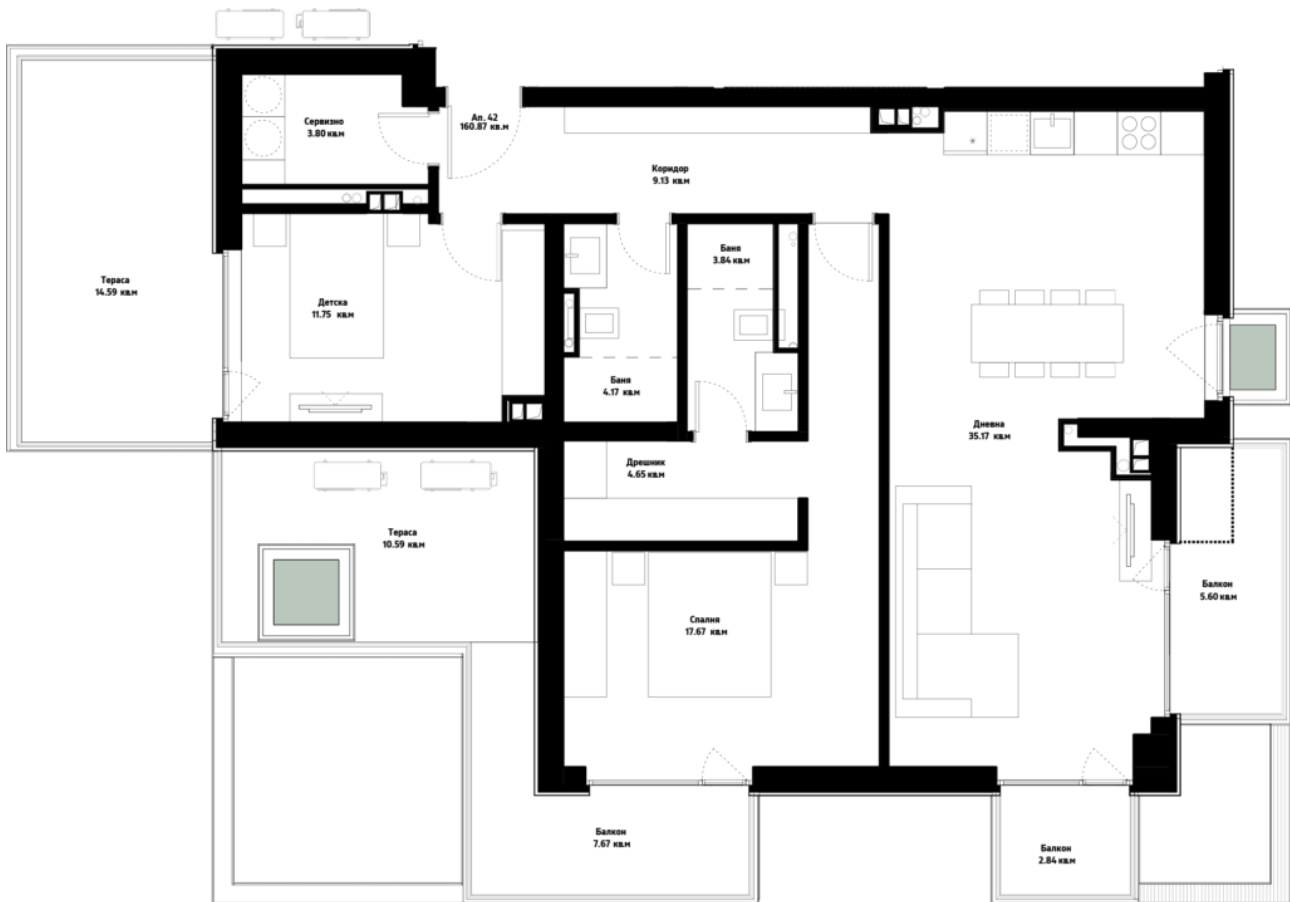 Сервизно
3.80 кв.м
Ап. 42
160.87 кв.м
Коридор
9.13 кв.м
Баня
3.84 кв.м
Тераса
14.59 кв.м
Детска
11.75 кв.м
Баня
4.17 кв.м
Дневна
35.17 кв.м
Дрешник
4.65 кв.м
Тераса
10.59 кв.м
Балкон
5.60 кв.м
Спалня
17.67 кв.м
Балкон
7.67 кв.м
Балкон
2.84 кв.м